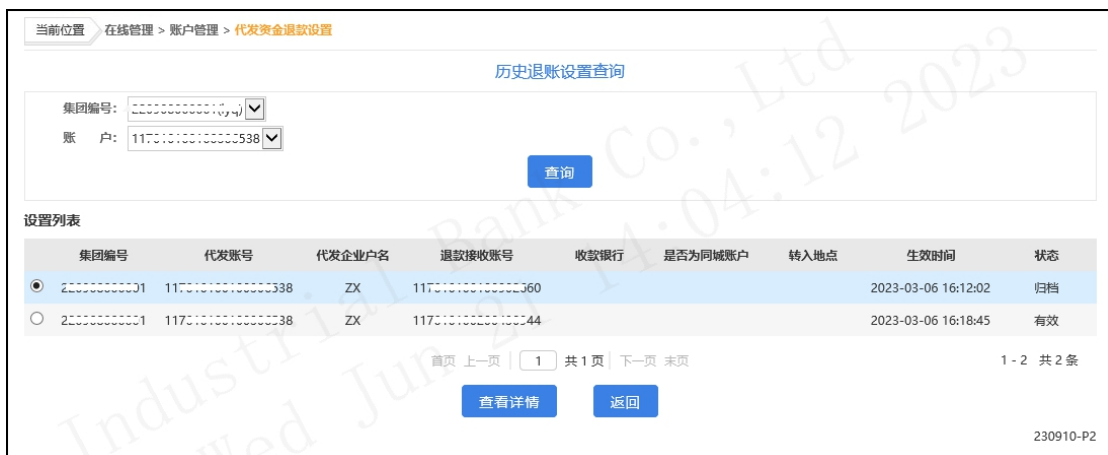 当前位置 在线管理 > 账户管理 > 代发资金退款设置
历史退账设置查询
集团编号：
账 户： 538
查询
设置列表
集团编号 代发账号 代发企业户名 退款接收账号 收款银行 是否为同城账户 转入地点 生效时间 状态
ZX 2023-03-06 16:12:02 归档
ZX 2023-03-06 16:18:45 有效
首页 上一页 1 共 1 页 下一页 末页 1 - 2 共 2 条
查看详情 返回
230910-P2
Industrial Bank Co., Ltd
Wed Jun 21 14:04:12 2023